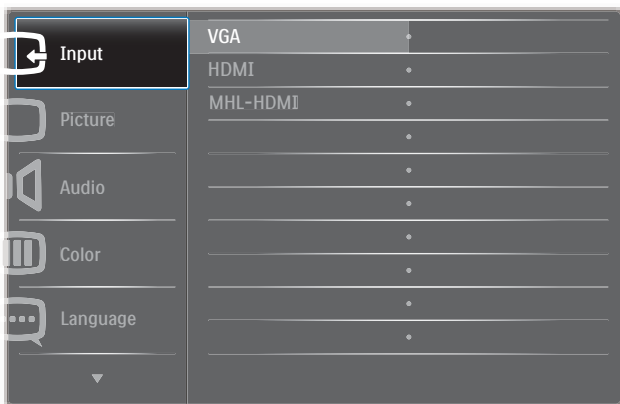 Input
Picture
Audio
Color
Language
VGA
HDMI
MHL-HDMI